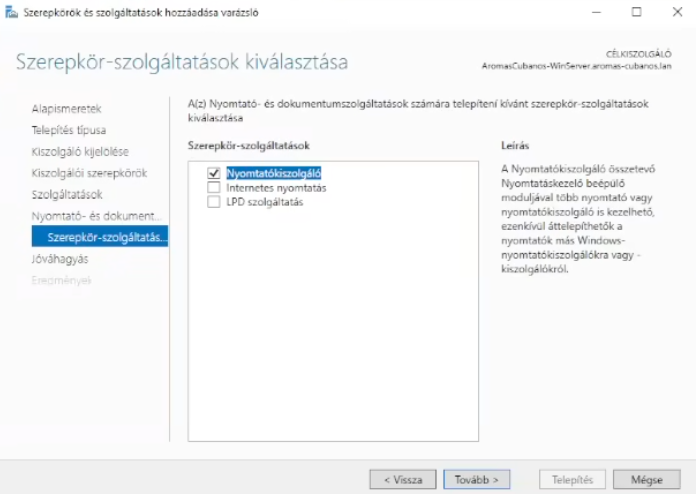 Szerepkörök és szolgáltatások hozzáadása varázsló
Szerepkör-szolgáltatások kiválasztása
CÉLKISZOLGÁLÓ
AromasCubanos-WinServer.aromas-cubanos.lan
Alapismeretek
Telepítés típusa
Kiszolgáló kijelölése
Kiszolgálói szerepkörök
Szolgáltatások
Nyomtató- és dokument...
Szerepkör-szolgáltatás...
Jóváhagyás
Eredmények
A(z) Nyomtató- és dokumentumszolgáltatások számára telepítení kívánt szerepkör-szolgáltatások
kiválasztása
Szerepkör-szolgáltatások
Nyomtatókiszolgáló
Internetes nyomtatás
LPD szolgáltatás
Leírás
A Nyomtatókiszolgáló összetevő
Nyomtatáskezelő beépülő
moduljával több nyomtató vagy
nyomtatókiszolgáló is kezelhető,
ezenkívül áttelepíthetők a
nyomtatók más Windows-
nyomtatókiszolgálókra vagy -
kiszolgálókról.
< Vissza
Tovább >
Telepítés
Mégse